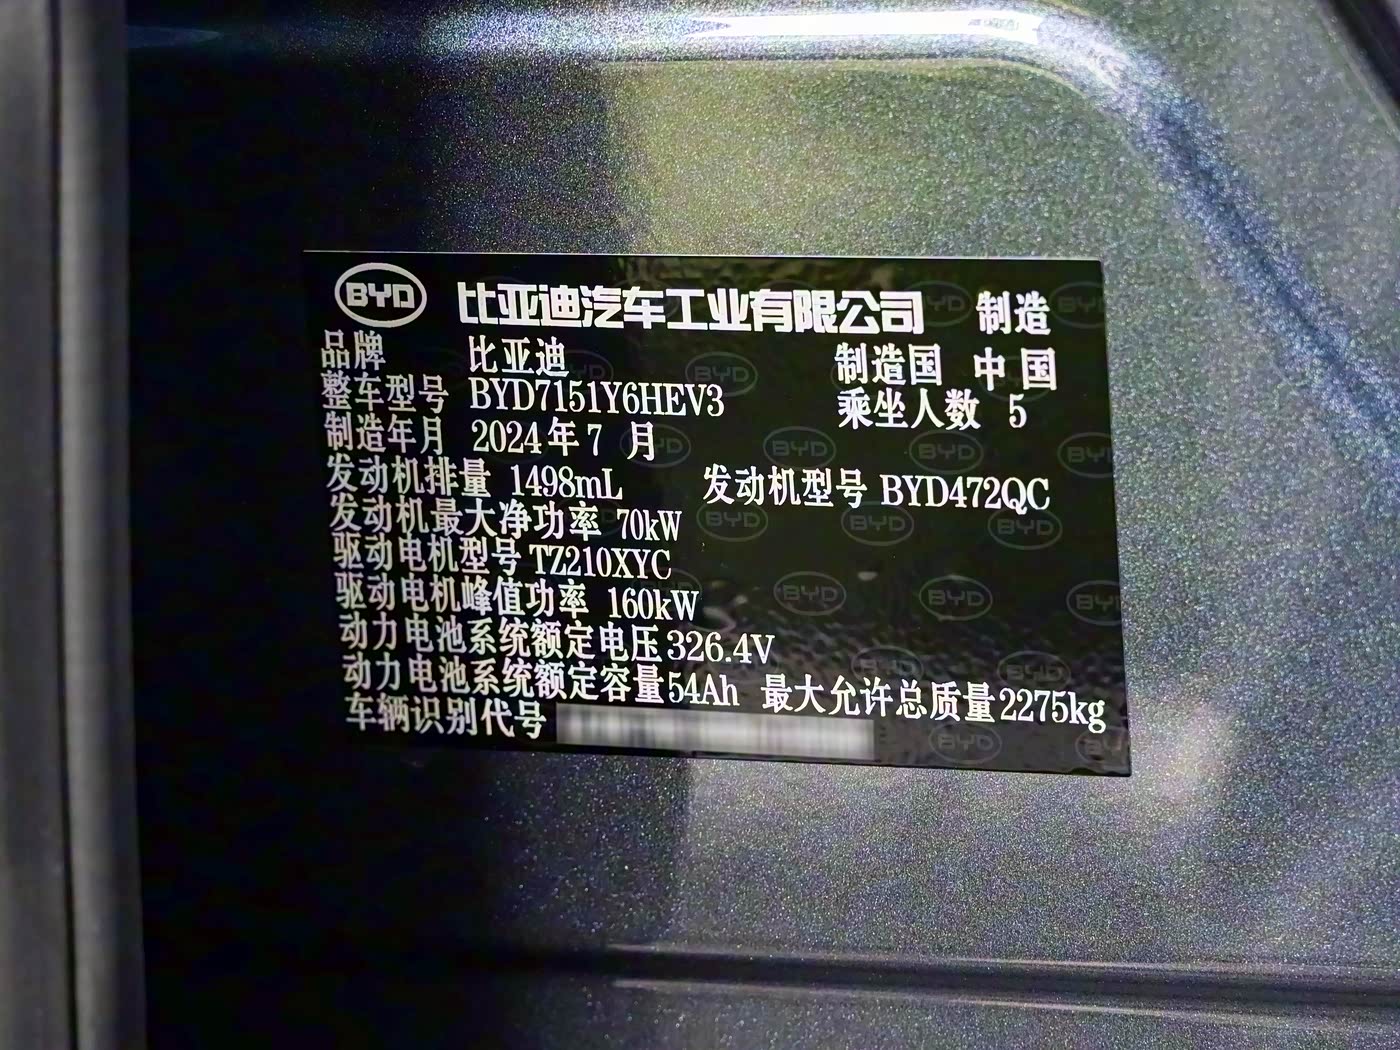 BYD 比亚迪汽车工业有限公司 制造
品牌 比亚迪 制造国 中国
整车型号 BYD7151Y6HEV3 乘坐人数 5
制造年月 2024年7 月
发动机排量 1498mL 发动机型号 BYD472QC
发动机最大净功率 70kW
驱动电机型号 TZ210XYC
驱动电机峰值功率 160kW
动力电池系统额定电压 326.4V
动力电池系统额定容量 54Ah 最大允许总质量 2275kg
车辆识别代号